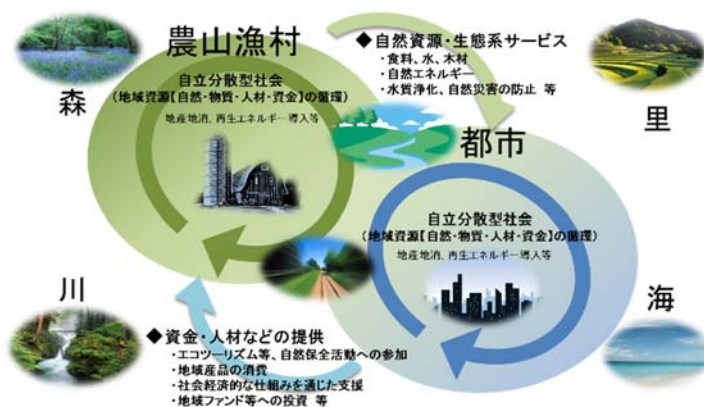 農山漁村
森
自立分散型社会
(地域資源【自然・物質・人材・資金】の循環)
地産地消、再生エネルギー導入等
◆自然資源・生態系サービス
・食料、水、木材
・自然エネルギー
・水質浄化、自然災害の防止 等
里
都市
自立分散型社会
(地域資源【自然・物質・人材・資金】の循環)
地産地消、再生エネルギー導入等
川
海
◆資金・人材などの提供
・エコツーリズム等、自然保全活動への参加
・地域産品の消費
・社会経済的な仕組みを通じた支援
・地域ファンド等への投資 等